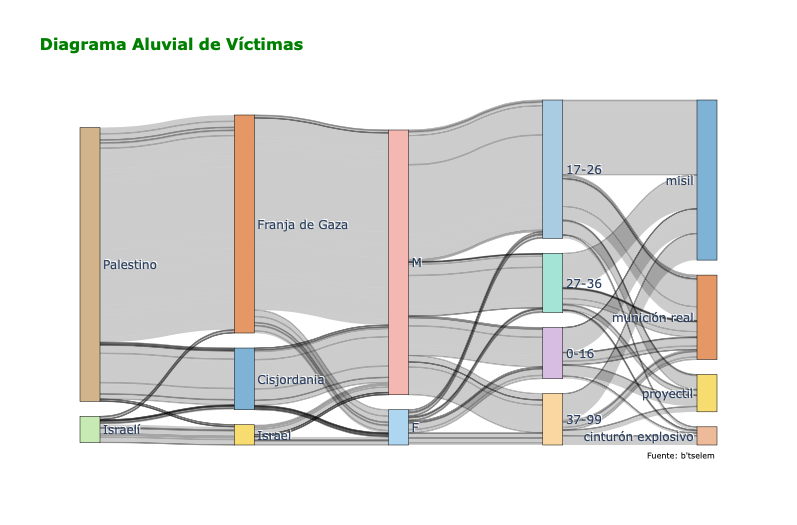 Diagrama Aluvial de Víctimas
Palestino
Israelí
Franja de Gaza
Cisjordania
Israel
M
F
17-26
27-36
0-16
37-99
misil
munición real
proyectil
cinturón explosivo
Fuente: b'tselem